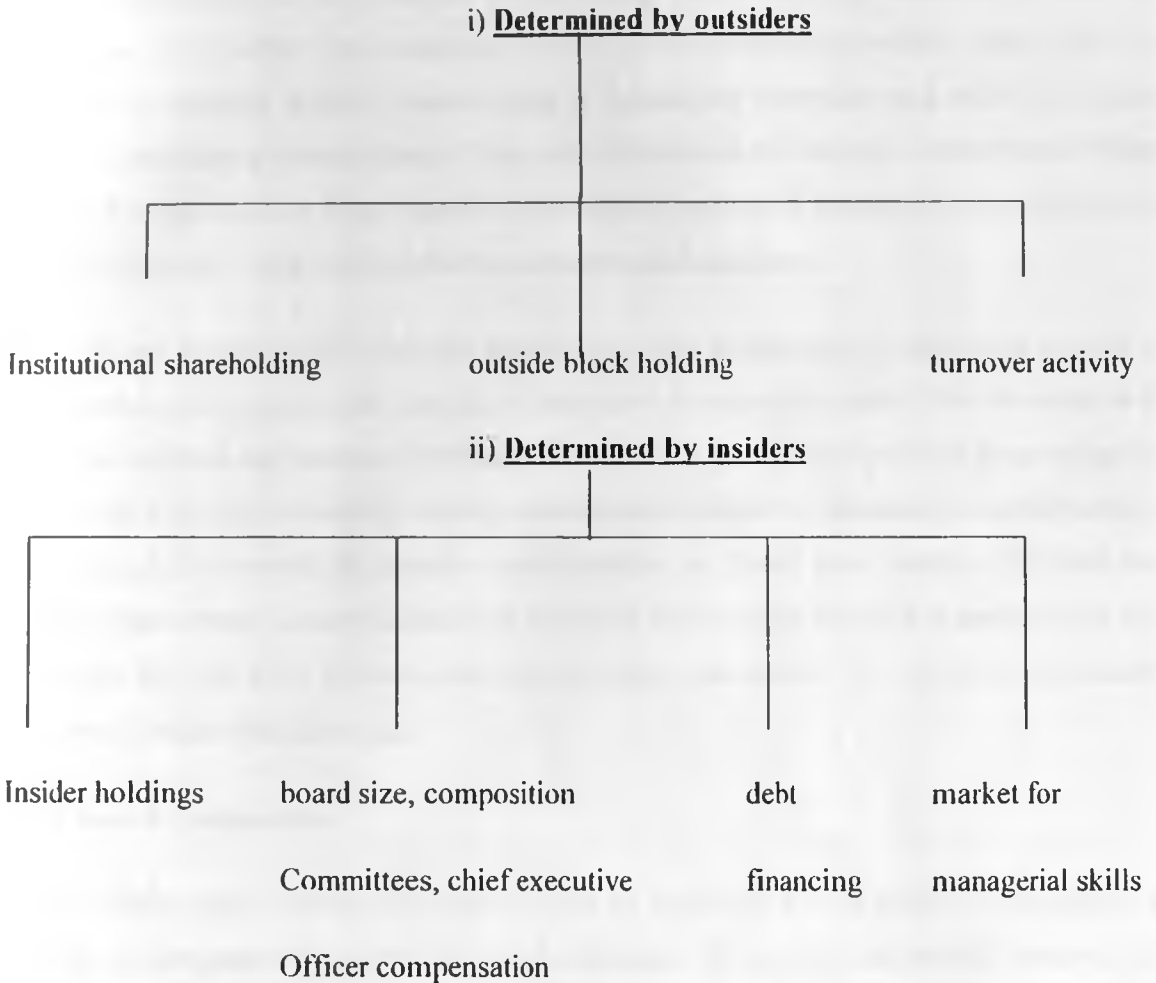 i) Determined by outsiders
Institutional shareholding outside block holding turnover activity
ii) Determined by insiders
Insider holdings board size, composition debt market for
Committees, chief executive financing managerial skills
Officer compensation